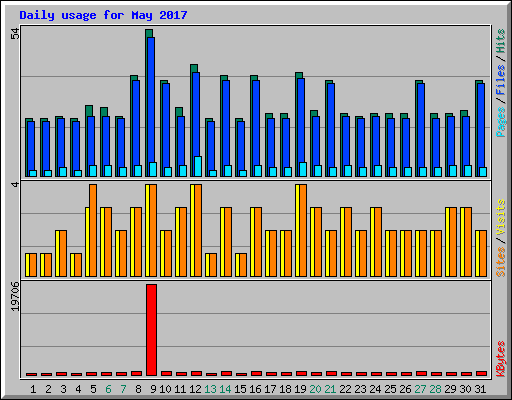 Daily usage for May 2017
54
Pages / Files / Hits
4
Sites / Visits
19706
KBytes
1 2 3 4 5 6 7 8 9 10 11 12 13 14 15 16 17 18 19 20 21 22 23 24 25 26 27 28 29 30 31